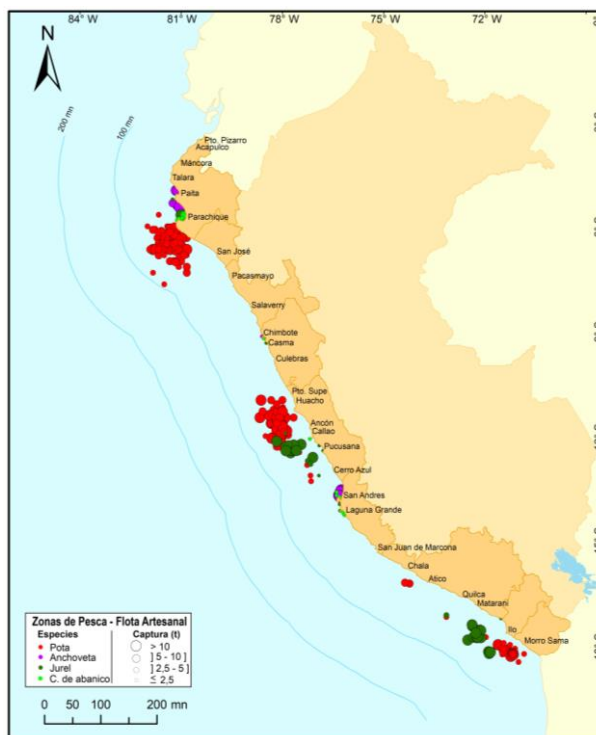 84° W 81°W 78°W 75°W 72°W
N
200 mn
100 mn
Pto. Pizarro
Acapulco
Máncora
Talara
Paita
Parachique
San José
Pacasmayo
Salaverry
Chimbote
Casma
Culebras
Pto. Supe
Huacho
Ancón
Callao
Pucusana
Cerro Azul
San Andres
Laguna Grande
San Juan de Marcona
Chala
Atico
Quilca
Matarani
Ilo
Morro Sama
Zonas de Pesca - Flota Artesanal
Especies Captura (t)
Pota > 10
Anchoveta ] 5 - 10 ]
Jurel ] 2,5 - 5 ]
C. de abanico ≤ 2,5
0 50 100 200 mn